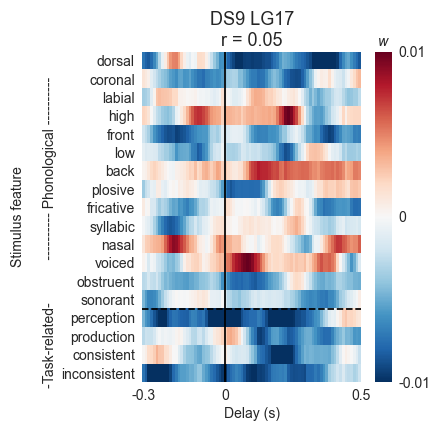 DS9 LG17
r = 0.05
w
dorsal
coronal
labial
high
front
low
back
plosive
fricative
syllabic
nasal
voiced
obstruent
sonorant
perception
production
consistent
inconsistent
Stimulus feature
---------- Phonological ----------
-Task-related-
0.01
0
-0.01
-0.3 0 0.5
Delay (s)